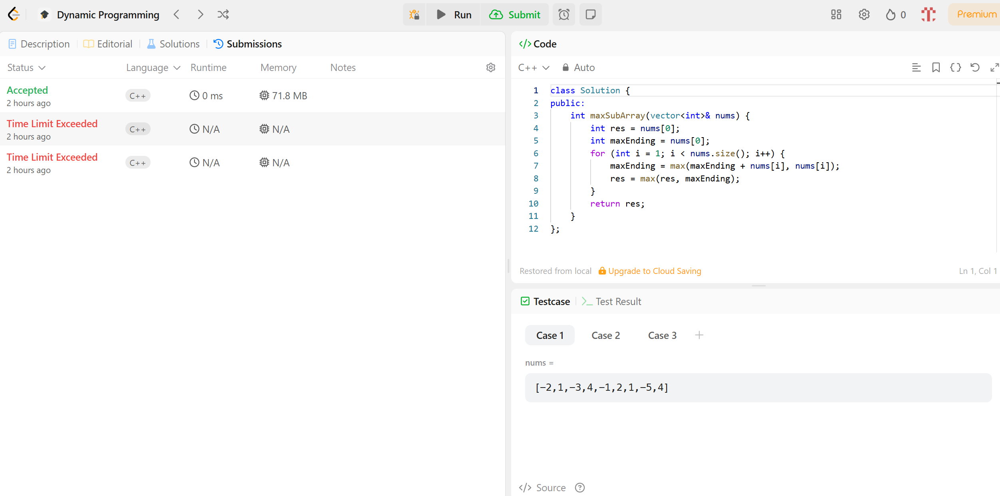 Dynamic Programming
Run
Submit
0
Premium
Description
Editorial
Solutions
Submissions
Status
Language
Runtime
Memory
Notes
Accepted
2 hours ago
C++
0 ms
71.8 MB
Time Limit Exceeded
2 hours ago
C++
N/A
N/A
Time Limit Exceeded
2 hours ago
C++
N/A
N/A
</> Code
C++
Auto
1 class Solution {
2 public:
3     int maxSubArray(vector<int>& nums) {
4         int res = nums[0];
5         int maxEnding = nums[0];
6         for (int i = 1; i < nums.size(); i++) {
7             maxEnding = max(maxEnding + nums[i], nums[i]);
8             res = max(res, maxEnding);
9         }
10         return res;
11     }
12 };
Restored from local
Upgrade to Cloud Saving
Ln 1, Col 1
Testcase
Test Result
Case 1
Case 2
Case 3
nums =
[-2,1,-3,4,-1,2,1,-5,4]
</> Source